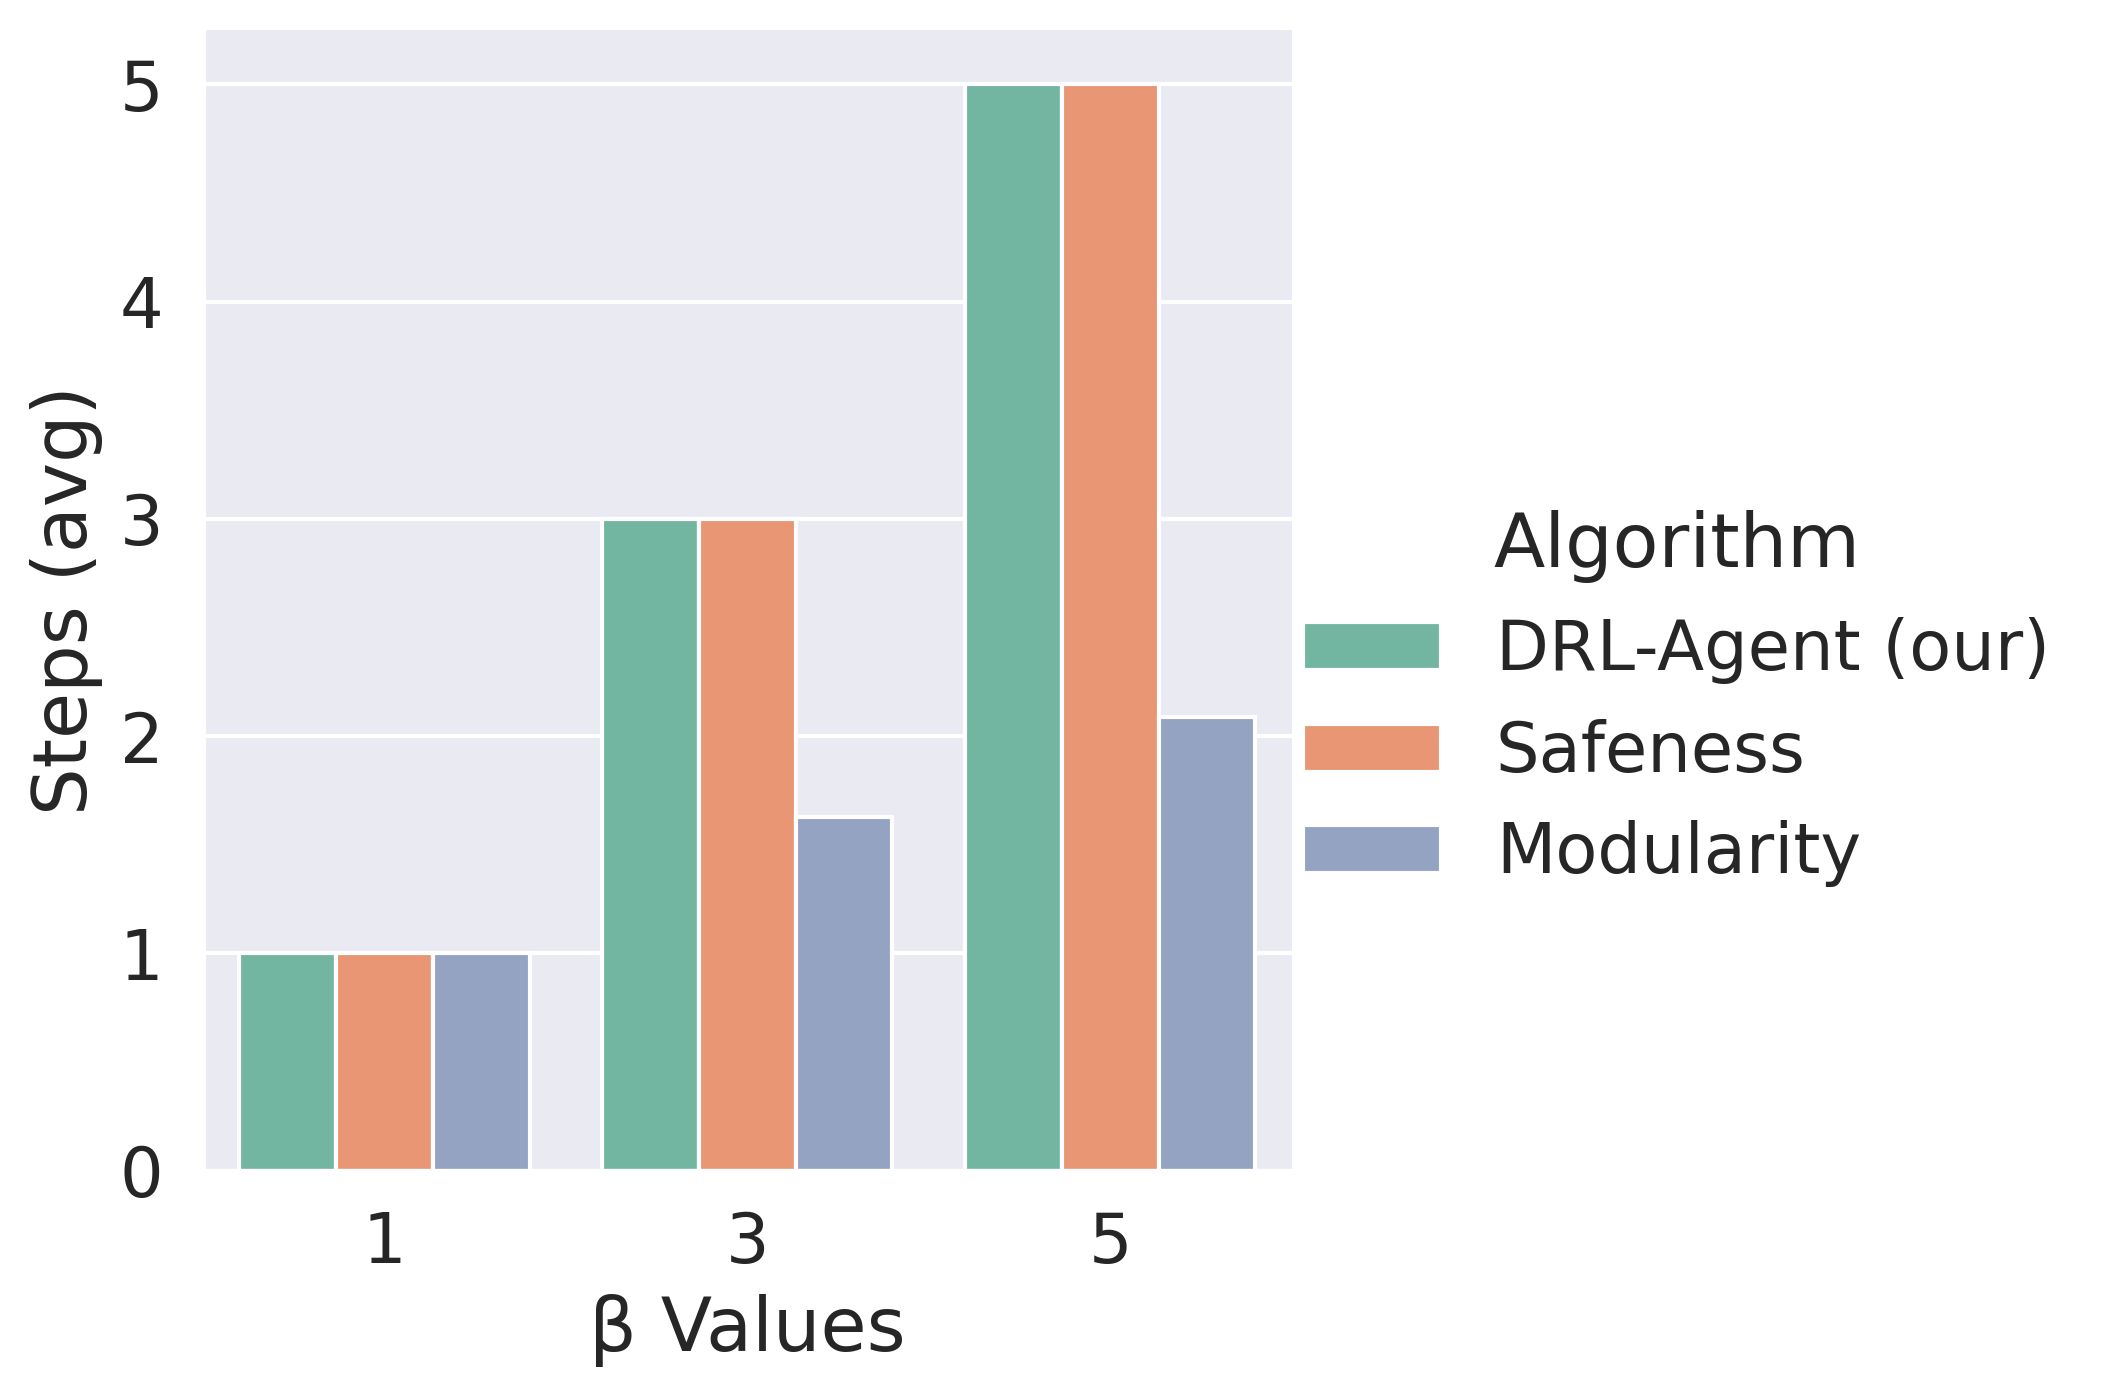 5
4
3
2
1
0
Steps (avg)
1 3 5
β Values
Algorithm
DRL-Agent (our)
Safeness
Modularity